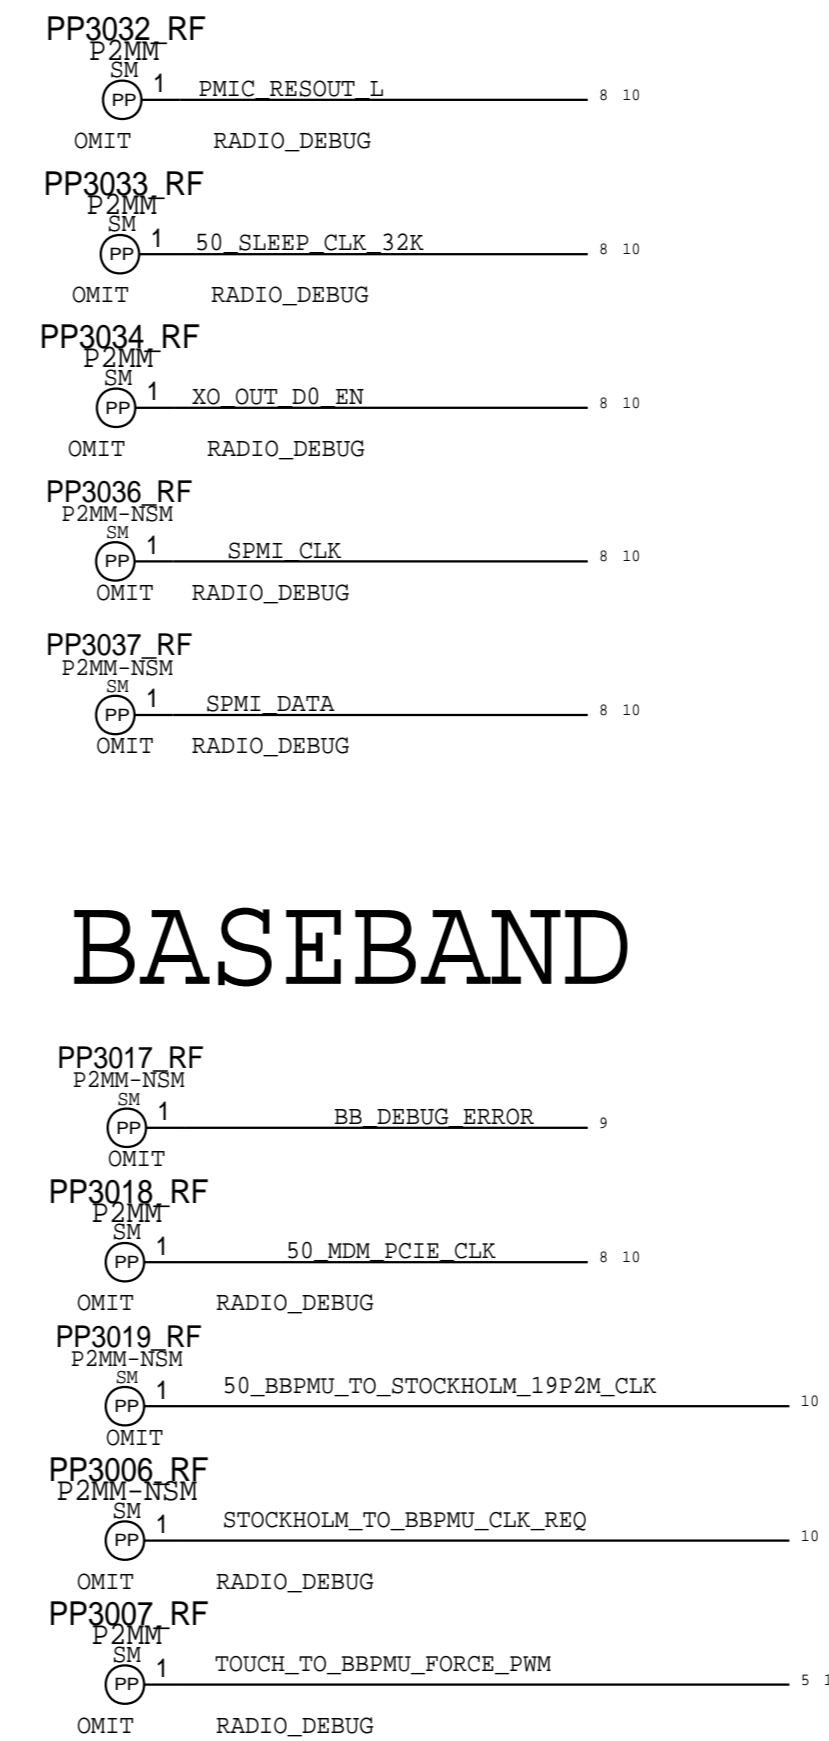 PP3032_RF
P2MM
SM
PP 1 PMIC_RESOUT_L 8 10
OMIT RADIO_DEBUG
PP3033_RF
P2MM
SM
PP 1 50_SLEEP_CLK_32K 8 10
OMIT RADIO_DEBUG
PP3034_RF
P2MM
SM
PP 1 XO_OUT_D0_EN 8 10
OMIT RADIO_DEBUG
PP3036_RF
P2MM-NSM
SM
PP 1 SPMI_CLK 8 10
OMIT RADIO_DEBUG
PP3037_RF
P2MM-NSM
SM
PP 1 SPMI_DATA 8 10
OMIT RADIO_DEBUG
BASEBAND
PP3017_RF
P2MM-NSM
SM
PP 1 BB_DEBUG_ERROR 9
OMIT
PP3018_RF
P2MM
SM
PP 1 50_MDM_PCIE_CLK 8 10
OMIT RADIO_DEBUG
PP3019_RF
P2MM-NSM
SM
PP 1 50_BBPMU_TO_STOCKHOLM_19P2M_CLK 10
OMIT
PP3006_RF
P2MM-NSM
SM
PP 1 STOCKHOLM_TO_BBPMU_CLK_REQ 10
OMIT RADIO_DEBUG
PP3007_RF
P2MM
SM
PP 1 TOUCH_TO_BBPMU_FORCE_PWM 5
OMIT RADIO_DEBUG